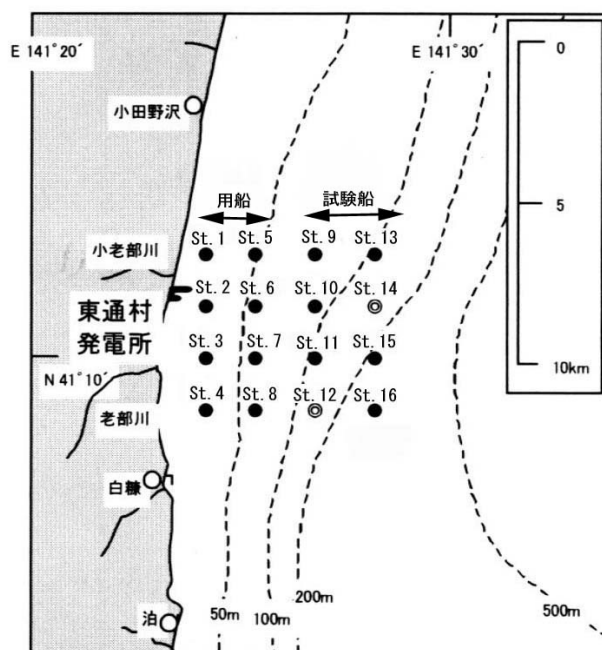 E 141°20′
E 141°30′
0
小田野沢
5
用船
試験船
小老部川
St.1
St.5
St.9
St.13
St.2
St.6
St.10
St.14
東通村
発電所
St.3
St.7
St.11
St.15
10km
N 41°10′
St.4
St.8
St.12
St.16
老部川
白糠
泊
50m
100m
200m
500m